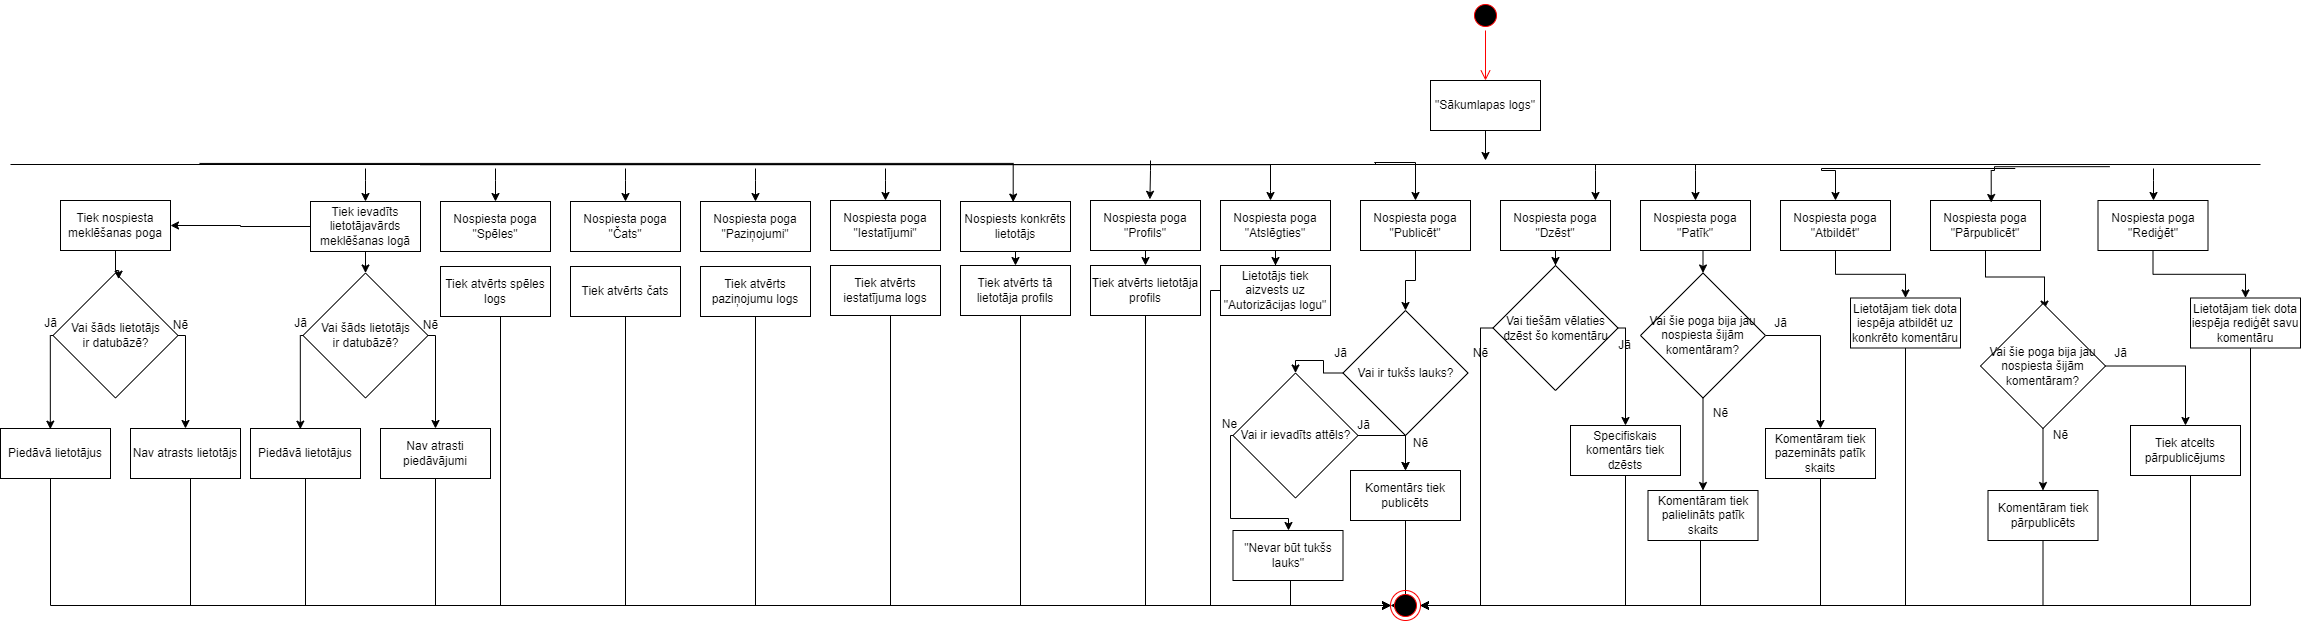 "Sākumlapas logs"
Tiek nospiesta
meklēšanas poga
Tiek ievadīts
lietotājavārds
meklēšanas logā
Nospiesta poga
"Spēles"
Nospiesta poga
"Čats"
Nospiesta poga
"Paziņojumi"
Nospiesta poga
"Iestatījumi"
Nospiests konkrēts
lietotājs
Nospiesta poga
"Profils"
Nospiesta poga
"Atslēgties"
Nospiesta poga
"Publicēt"
Nospiesta poga
"Dzēst"
Nospiesta poga
"Patīk"
Nospiesta poga
"Atbildēt"
Nospiesta poga
"Pārpublicēt"
Nospiesta poga
"Rediģēt"
Tiek atvērts spēles
logs
Tiek atvērts čats
Tiek atvērts
paziņojumu logs
Tiek atvērts
iestatījuma logs
Tiek atvērts tā
lietotāja profils
Tiek atvērts lietotāja
profils
Lietotājs tiek
aizvests uz
"Autorizācijas logu"
Jā
Vai šāds lietotājs
ir datubāzē?
Nē
Jā
Vai šāds lietotājs
ir datubāzē?
Nē
Vai tiešām vēlaties
dzēst šo komentāru
Nē
Jā
Vai šie poga bija jau
nospiesta šijām
komentāram?
Jā
Nē
Lietotājam tiek dota
iespēja atbildēt uz
konkrēto komentāru
Lietotājam tiek dota
iespēja rediģēt savu
komentāru
Vai šie poga bija jau
nospiesta šijām
komentāram?
Jā
Nē
Jā
Vai ir tukšs lauks?
Nē
Ne
Vai ir ievadīts attēls?
Jā
Piedāvā lietotājus
Nav atrasts lietotājs
Piedāvā lietotājus
Nav atrasti
piedāvājumi
Specifiskais
komentārs tiek
dzēsts
Komentāram tiek
pazemināts patīk
skaits
Tiek atcelts
pārpublicējums
Komentārs tiek
publicēts
Komentāram tiek
palielināts patīk
skaits
Komentāram tiek
pārpublicēts
"Nevar būt tukšs
lauks"